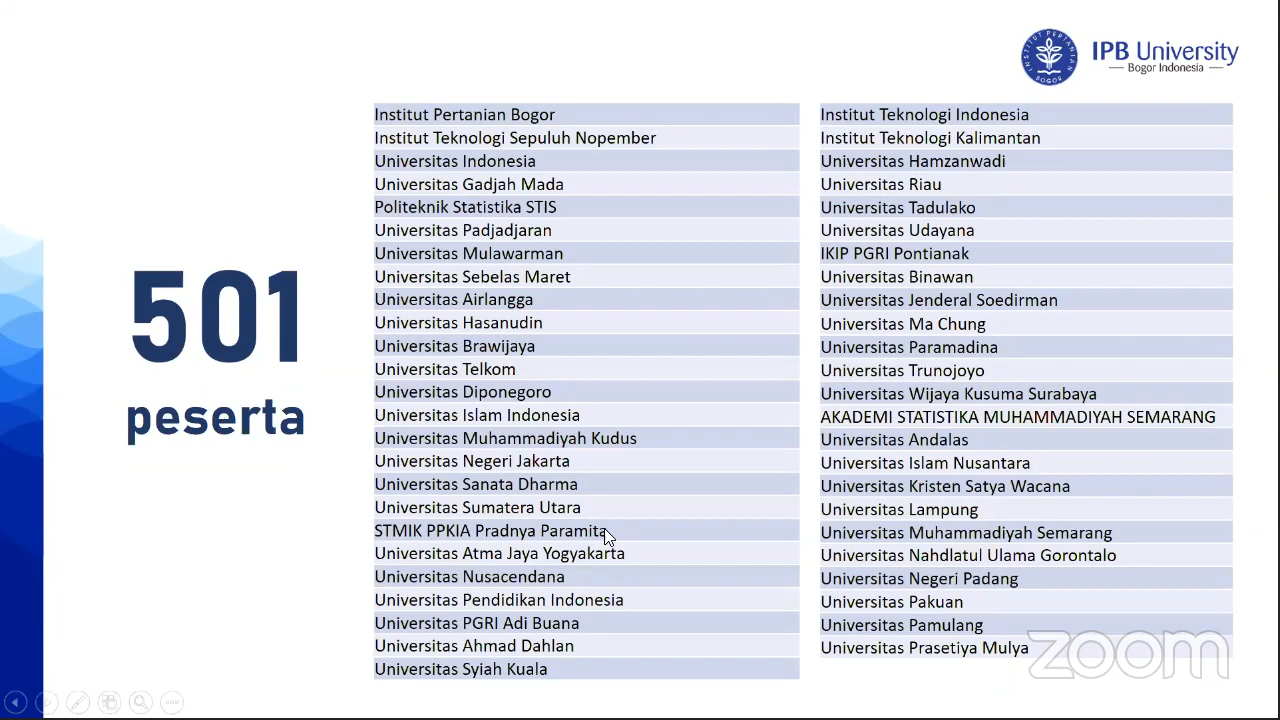 IPB University
Bogor Indonesia
INSTITUT PERTANIAN
BOGOR
501
peserta
Institut Pertanian Bogor
Institut Teknologi Sepuluh Nopember
Universitas Indonesia
Universitas Gadjah Mada
Politeknik Statistika STIS
Universitas Padjadjaran
Universitas Mulawarman
Universitas Sebelas Maret
Universitas Airlangga
Universitas Hasanudin
Universitas Brawijaya
Universitas Telkom
Universitas Diponegoro
Universitas Islam Indonesia
Universitas Muhammadiyah Kudus
Universitas Negeri Jakarta
Universitas Sanata Dharma
Universitas Sumatera Utara
STMIK PPKIA Pradnya Paramita
Universitas Atma Jaya Yogyakarta
Universitas Nusacendana
Universitas Pendidikan Indonesia
Universitas PGRI Adi Buana
Universitas Ahmad Dahlan
Universitas Syiah Kuala
Institut Teknologi Indonesia
Institut Teknologi Kalimantan
Universitas Hamzanwadi
Universitas Riau
Universitas Tadulako
Universitas Udayana
IKIP PGRI Pontianak
Universitas Binawan
Universitas Jenderal Soedirman
Universitas Ma Chung
Universitas Paramadina
Universitas Trunojoyo
Universitas Wijaya Kusuma Surabaya
AKADEMI STATISTIKA MUHAMMADIYAH SEMARANG
Universitas Andalas
Universitas Islam Nusantara
Universitas Kristen Satya Wacana
Universitas Lampung
Universitas Muhammadiyah Semarang
Universitas Nahdlatul Ulama Gorontalo
Universitas Negeri Padang
Universitas Pakuan
Universitas Pamulang
Universitas Prasetiya Mulya
zoom